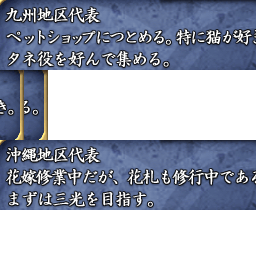 九州地区代表
ペットショップにつとめる。特に猫が好
タネ役を好んで集める。
き。
る。
沖縄地区代表
花嫁修業中だが、花札も修行中であ
まずは三光を目指す。